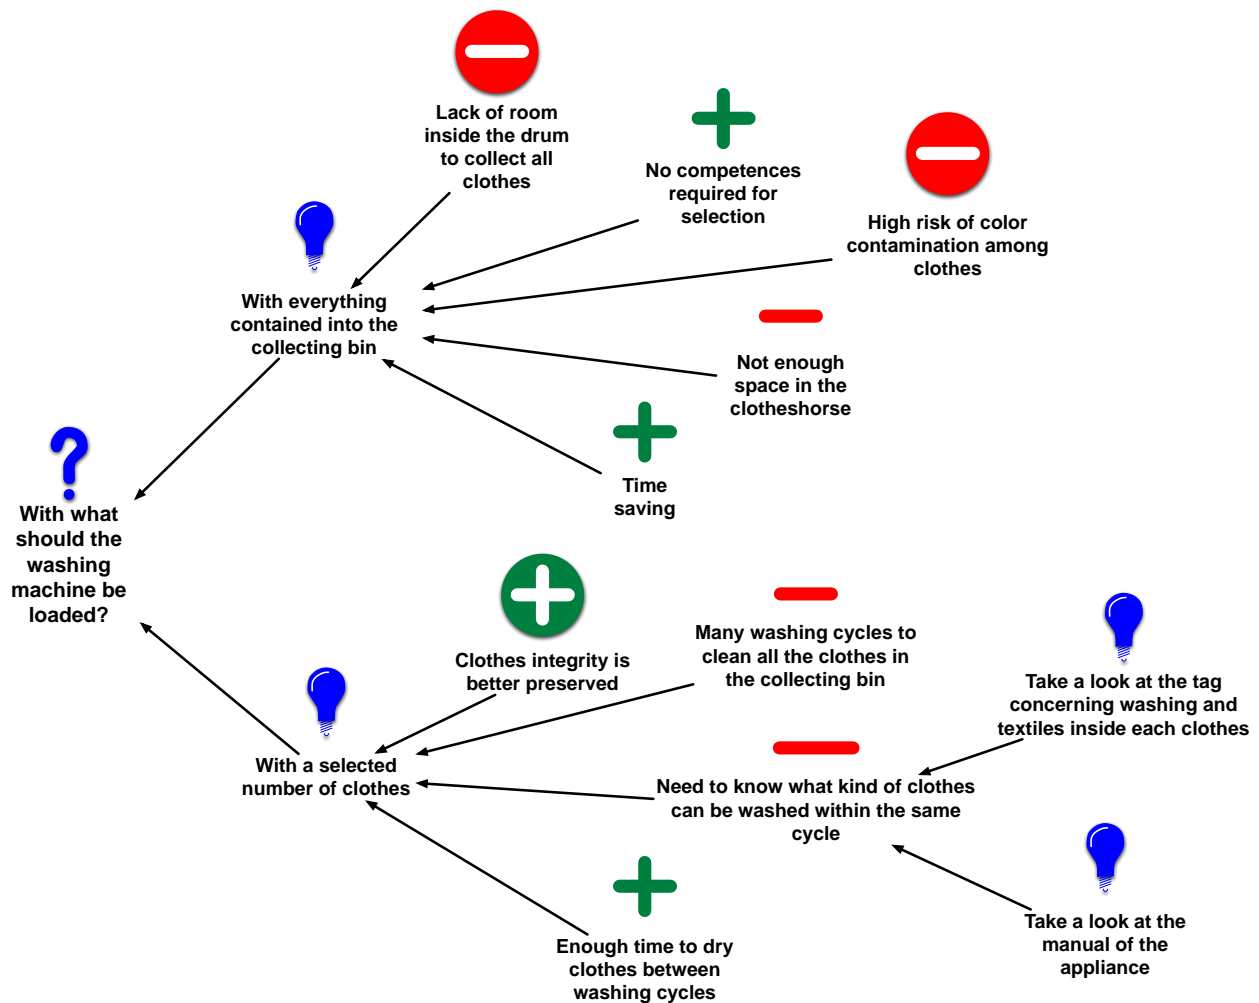 Lack of room
inside the drum
to collect all
clothes
No competences
required for
selection
High risk of color
contamination among
clothes
With everything
contained into the
collecting bin
Not enough
space in the
clotheshorse
Time
saving
With what
should the
washing
machine be
loaded?
Clothes integrity is
better preserved
Many washing cycles to
clean all the clothes in
the collecting bin
Take a look at the tag
concerning washing and
textiles inside each clothes
With a selected
number of clothes
Need to know what kind of clothes
can be washed within the same
cycle
Enough time to dry
clothes between
washing cycles
Take a look at the
manual of the
appliance